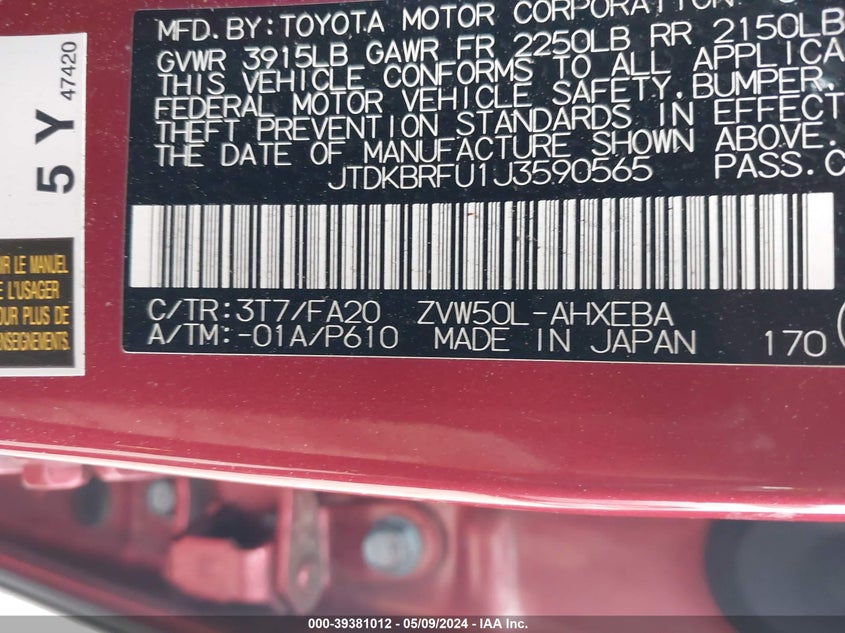 MFD.BY:TOYOTA MOTOR CORPORATION
GVWR 3915LB GAWR FR 2250LB RR 2150LB
THIS VEHICLE CONFORMS TO ALL APPLICA
FEDERAL MOTOR VEHICLE SAFETY,BUMPER,
THEFT PREVENTION STANDARDS IN EFFECT
THE DATE OF MANUFACTURE SHOWN ABOVE.
JTDKBRFU1J3590565 PASS.C
C/TR:3T7/FA20 ZVW50L-AHXEBA
A/TM:-01A/P610 MADE IN JAPAN 170
5 Y
47420
IR LE MANUEL
E L'USAGER
OUR PLUS DE
NSEIGNEMENTS.
000-39381012 - 05/09/2024 - IAA Inc.